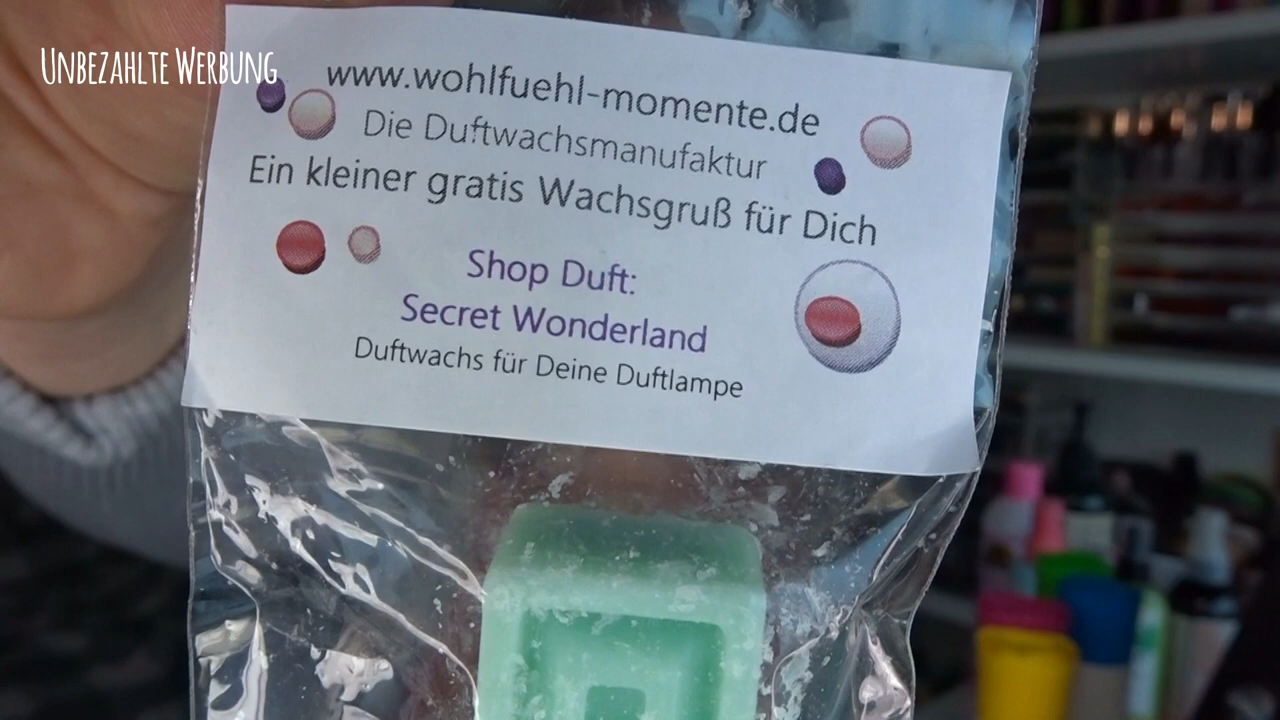 Unbezahlte Werbung
www.wohlfuehl-momente.de
Die Duftwachsmanufaktur
Ein kleiner gratis Wachsgruß für Dich
Shop Duft:
Secret Wonderland
Duftwachs für Deine Duftlampe